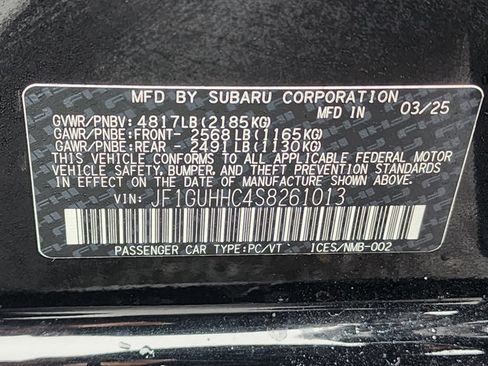 MFD BY SUBARU CORPORATION
GVWR/PNBV: 4817LB(2185KG) MFD IN 03/25
GAWR/PNBE:FRONT- 2568LB(1165KG)
GAWR/PNBE:REAR - 2491LB(1130KG)
THIS VEHICLE CONFORMS TO ALL APPLICABLE FEDERAL MOTOR
VEHICLE SAFETY, BUMPER AND THEFT PREVENTION STANDARDS
IN EFFECT ON THE DATE OF MANUFACTURE SHOWN ABOVE.
VIN: JF1GUHHC4S8261013
PASSENGER CAR TYPE:PC/VT ICES/NMB-002